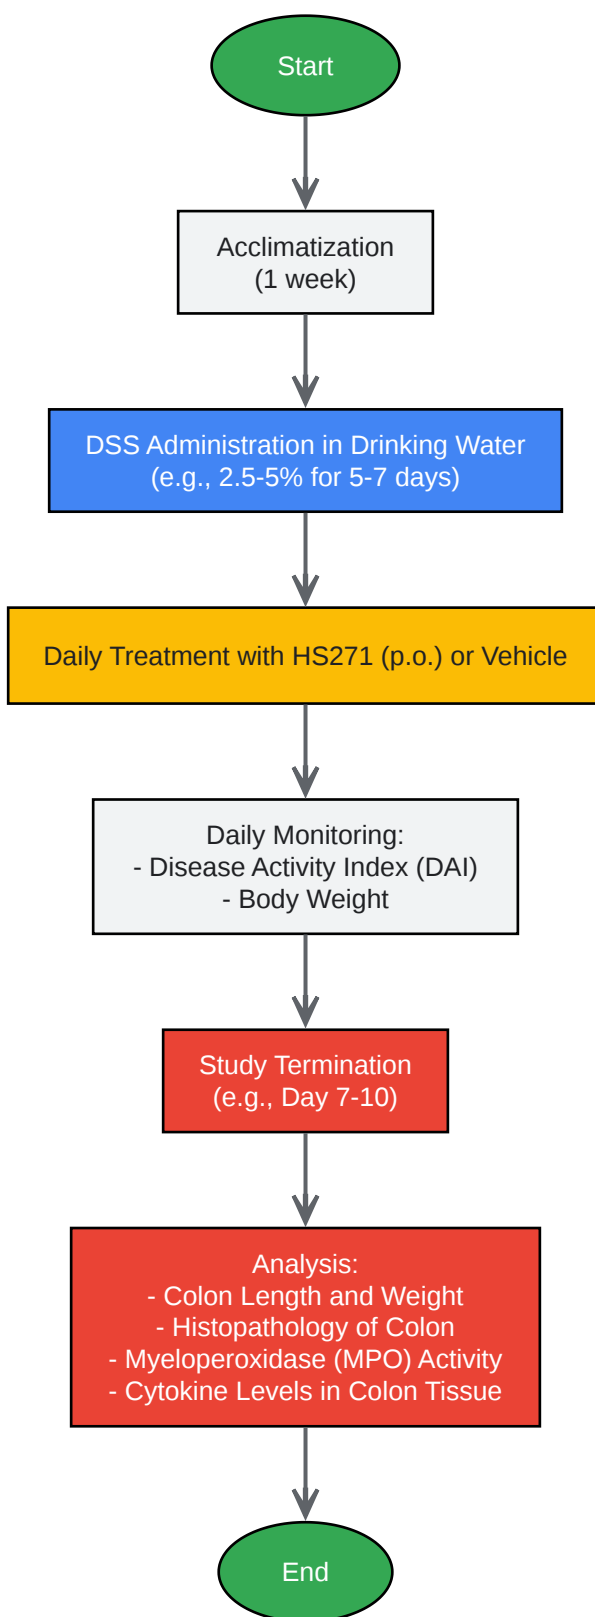 Start
Acclimatization
(1 week)
DSS Administration in Drinking Water
(e.g., 2.5-5% for 5-7 days)
Daily Treatment with HS271 (p.o.) or Vehicle
Daily Monitoring:
- Disease Activity Index (DAI)
- Body Weight
Study Termination
(e.g., Day 7-10)
Analysis:
- Colon Length and Weight
- Histopathology of Colon
- Myeloperoxidase (MPO) Activity
- Cytokine Levels in Colon Tissue
End